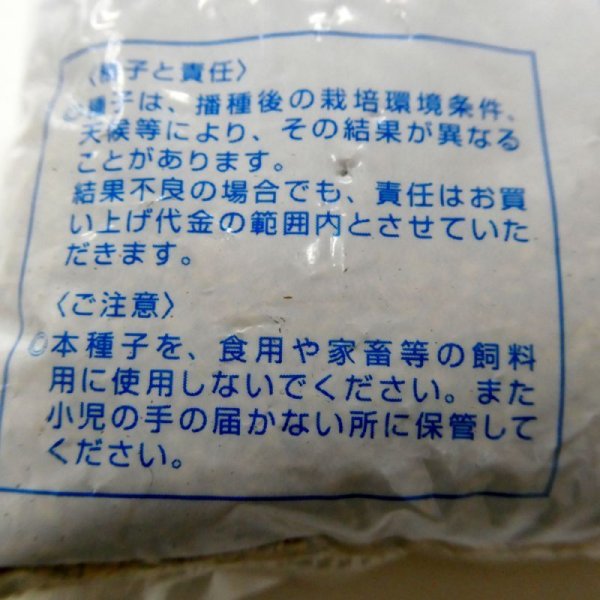 〈種子と責任〉
◎種子は、播種後の栽培環境条件、
天候等により、その結果が異なる
ことがあります。
結果不良の場合でも、責任はお買
い上げ代金の範囲内とさせていた
だきます。
〈ご注意〉
◎本種子を、食用や家畜等の飼料
用に使用しないでください。また
小児の手の届かない所に保管して
ください。